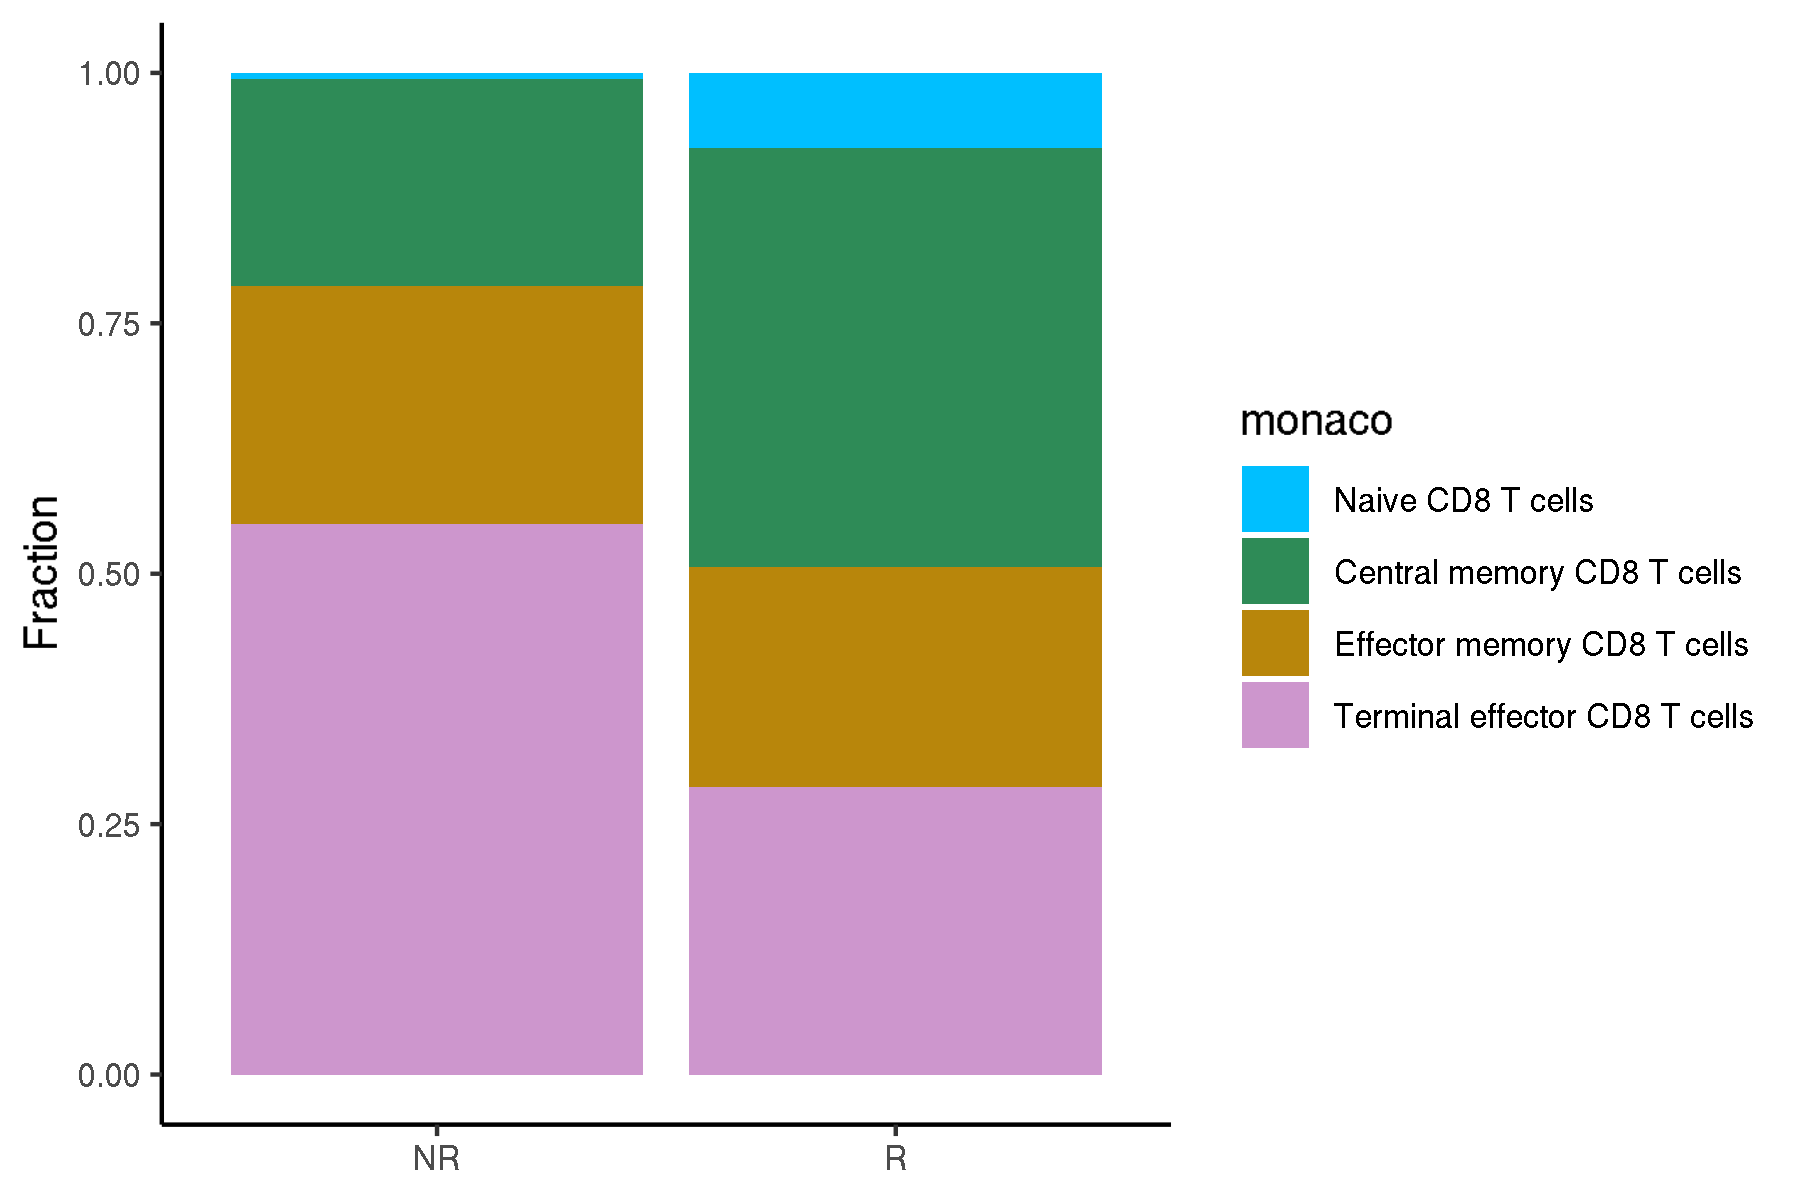 Fraction
1.00
0.75
0.50
0.25
0.00
NR
R
monaco
Naive CD8 T cells
Central memory CD8 T cells
Effector memory CD8 T cells
Terminal effector CD8 T cells